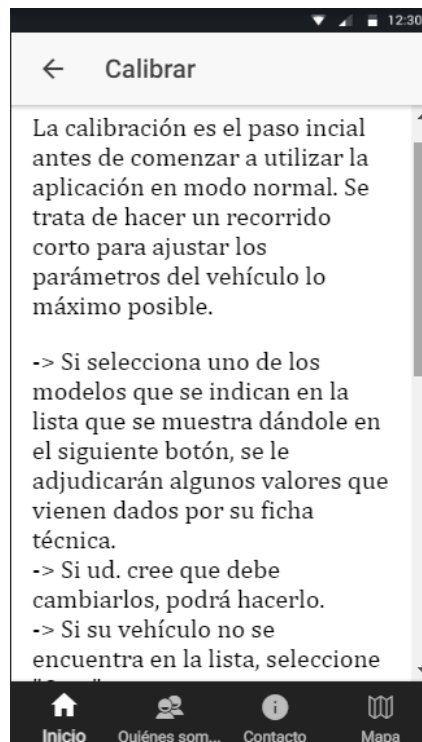 12:30
← Calibrar
La calibración es el paso incial
antes de comenzar a utilizar la
aplicación en modo normal. Se
trata de hacer un recorrido
corto para ajustar los
parámetros del vehículo lo
máximo posible.
-> Si selecciona uno de los
modelos que se indican en la
lista que se muestra dándole en
el siguiente botón, se le
adjudicarán algunos valores que
vienen dados por su ficha
técnica.
-> Si ud. cree que debe
cambiarlos, podrá hacerlo.
-> Si su vehículo no se
encuentra en la lista, seleccione
Inicio Quiénes som... Contacto Mapa